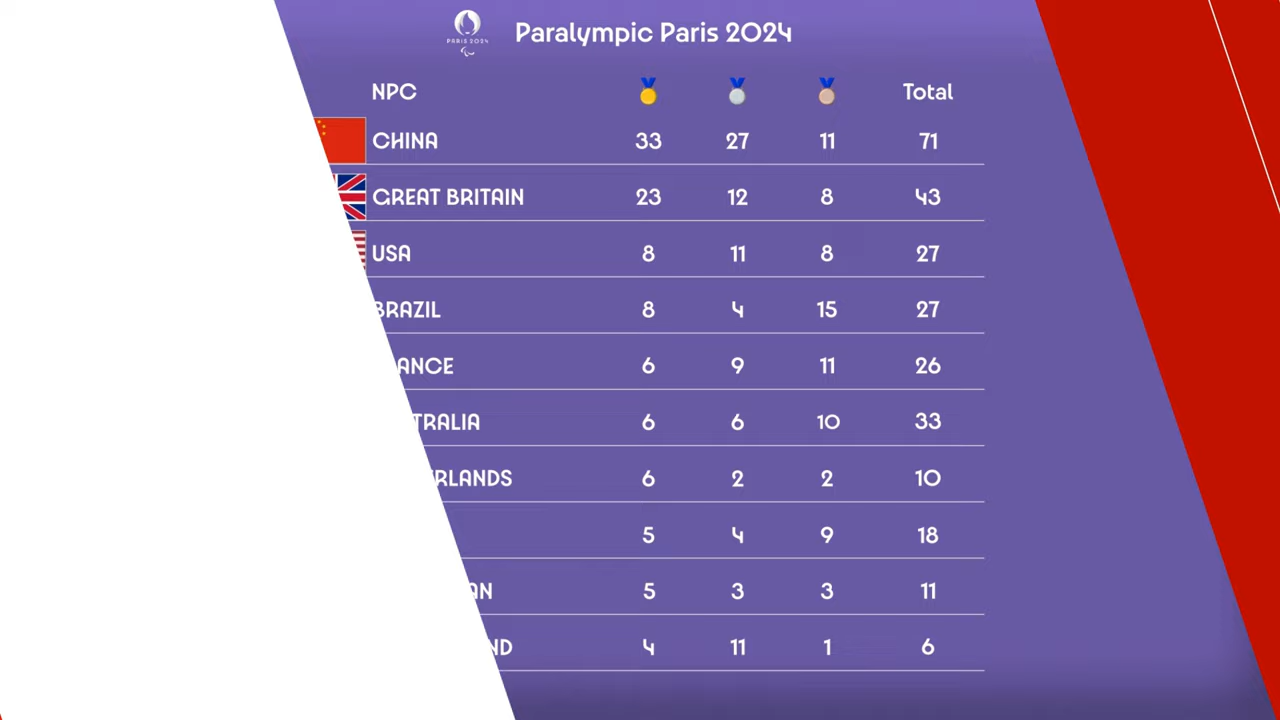 PARIS 2024
Paralympic Paris 2024
NPC Total
CHINA 33 27 11 71
GREAT BRITAIN 23 12 8 43
USA 8 11 8 27
BRAZIL 8 4 15 27
ANCE 6 9 11 26
TRALIA 6 6 10 33
RLANDS 6 2 2 10
5 4 9 18
AN 5 3 3 11
ND 4 11 1 6